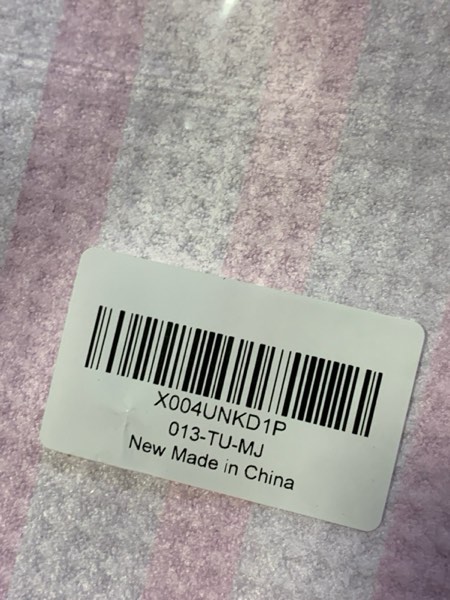 X004UNKD1P
013-TU-MJ
New Made in China